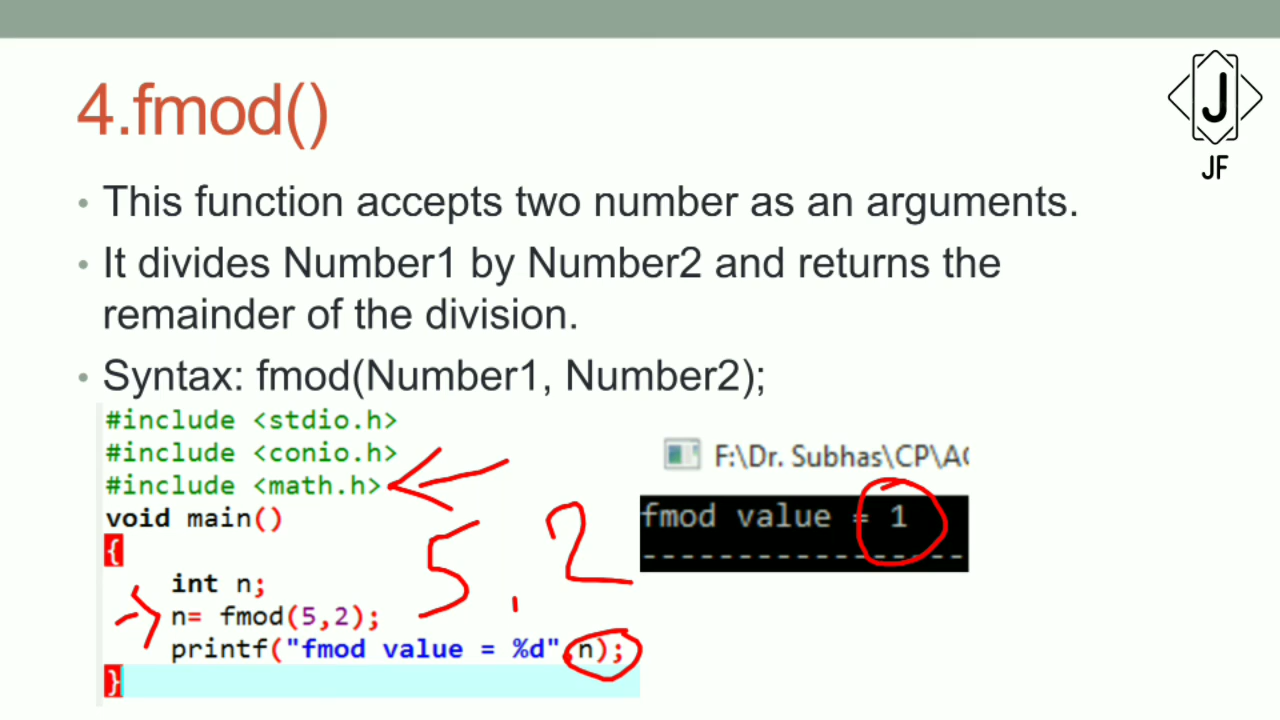 4.fmod()
J
JF
• This function accepts two number as an arguments.
• It divides Number1 by Number2 and returns the
remainder of the division.
• Syntax: fmod(Number1, Number2);
#include <stdio.h>
#include <conio.h>
#include <math.h>
void main()
{
int n;
n= fmod(5,2);
printf("fmod value = %d",n);
}
5,2
F:\Dr. Subhas\CP\AC
fmod value = 1
-----------------